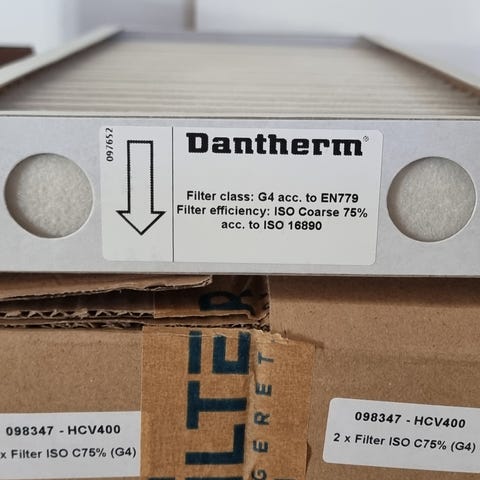 097652
Dantherm®
Filter class: G4 acc. to EN779
Filter efficiency: ISO Coarse 75%
acc. to ISO 16890
098347 - HCV400
x Filter ISO C75% (G4)
098347 - HCV400
2 x Filter ISO C75% (G4)